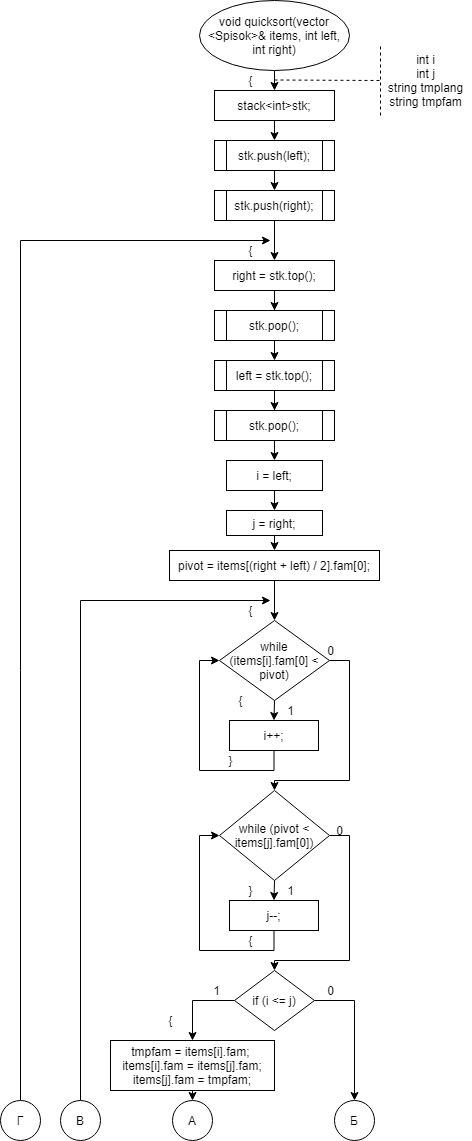 void quicksort(vector
<Spisok>& items, int left,
int right)
int i
int j
string tmplang
string tmpfam
{
stack<int>stk;
stk.push(left);
stk.push(right);
{
right = stk.top();
stk.pop();
left = stk.top();
stk.pop();
i = left;
j = right;
pivot = items[(right + left) / 2].fam[0];
{
while
(items[i].fam[0] <
pivot)
0
{
1
i++;
}
while (pivot <
items[j].fam[0])
0
}
1
j--;
{
if (i <= j)
1
0
{
tmpfam = items[i].fam;
items[i].fam = items[j].fam;
items[j].fam = tmpfam;
Г
В
А
Б